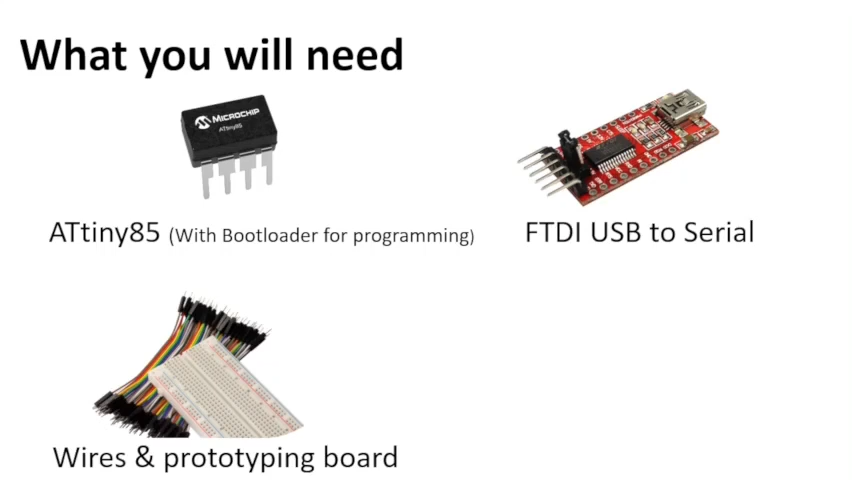 What you will need
MICROCHIP
ATtiny85
ATtiny85 (With Bootloader for programming)
FTDI USB to Serial
Wires & prototyping board